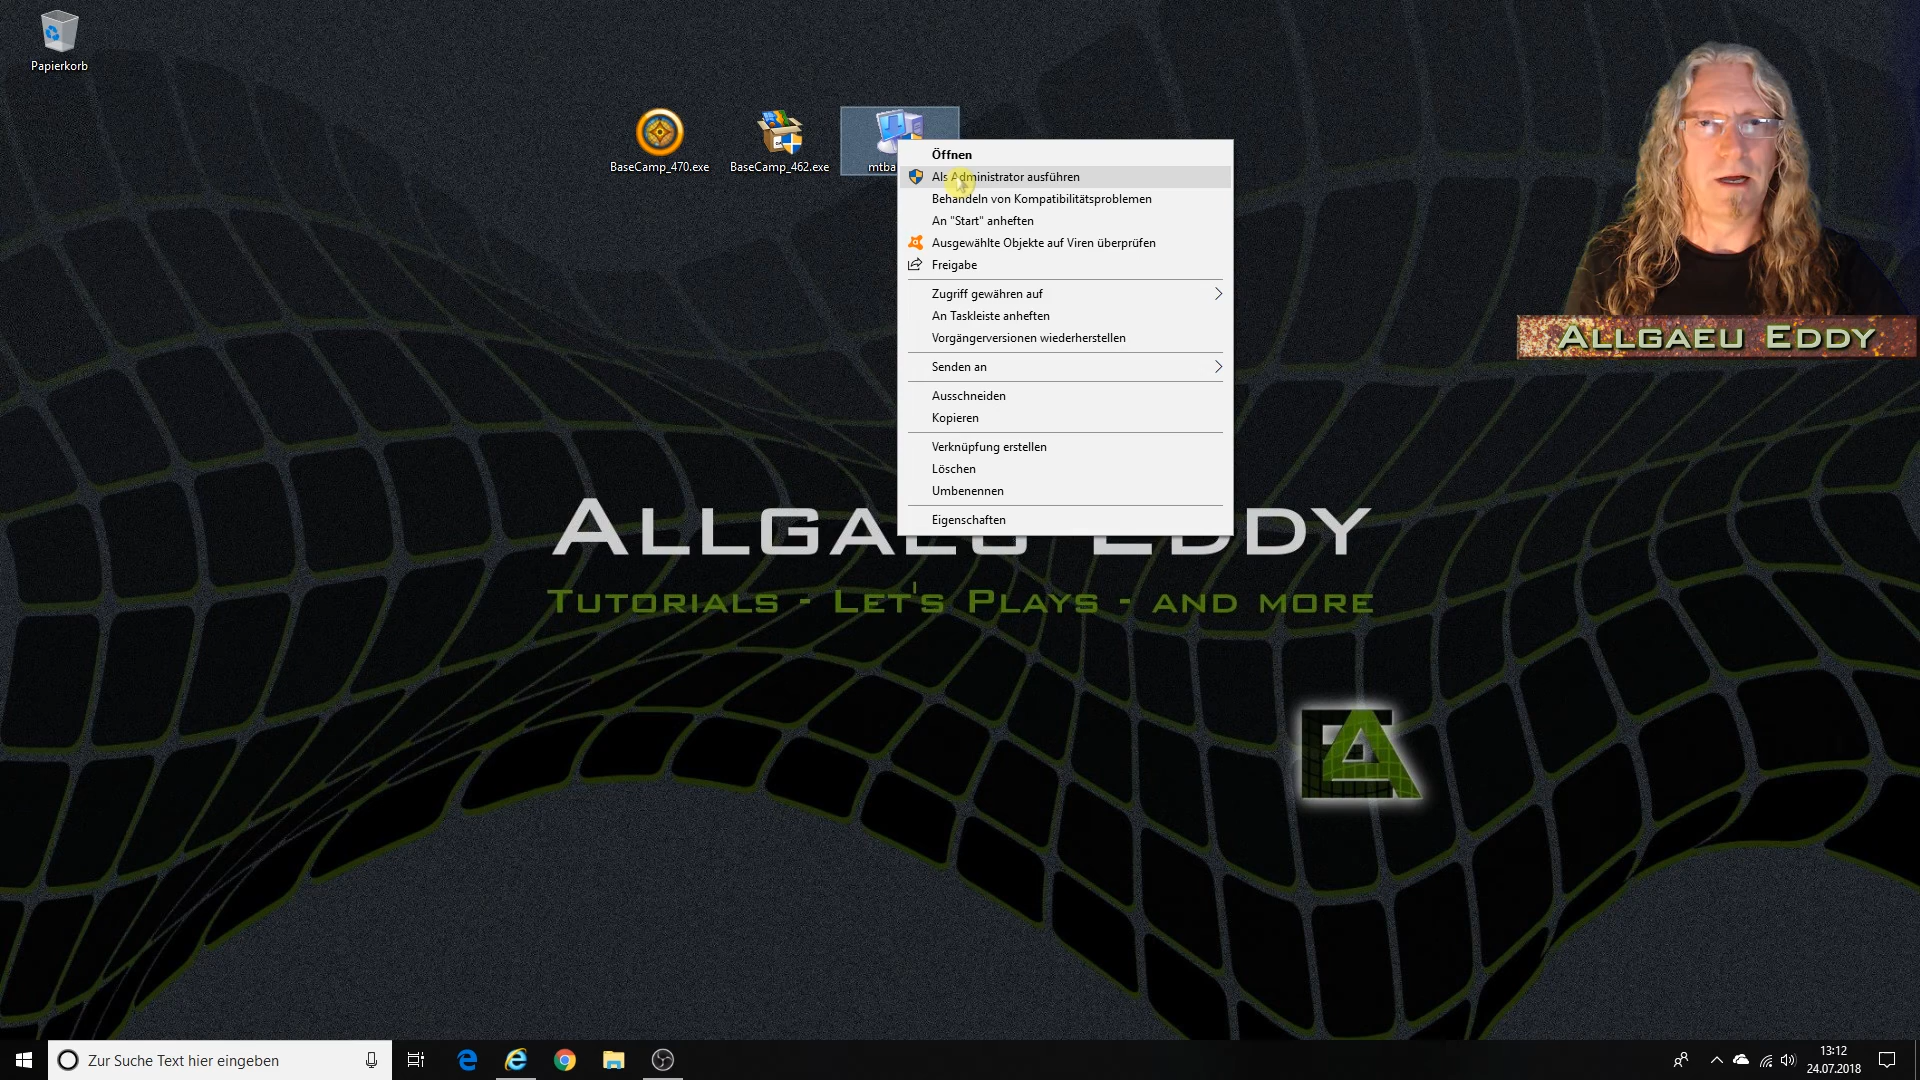 Papierkorb
BaseCamp_470.exe
BaseCamp_462.exe
Öffnen
Als Administrator ausführen
Behandeln von Kompatibilitätsproblemen
An "Start" anheften
Ausgewählte Objekte auf Viren überprüfen
Freigabe
Zugriff gewähren auf
An Taskleiste anheften
Vorgängerversionen wiederherstellen
Senden an
Ausschneiden
Kopieren
Verknüpfung erstellen
Löschen
Umbenennen
Eigenschaften
Allgaeu Eddy
Allgaeu Eddy
Tutorials - Let's Plays - and more
Zur Suche Text hier eingeben
13:12
24.07.2018